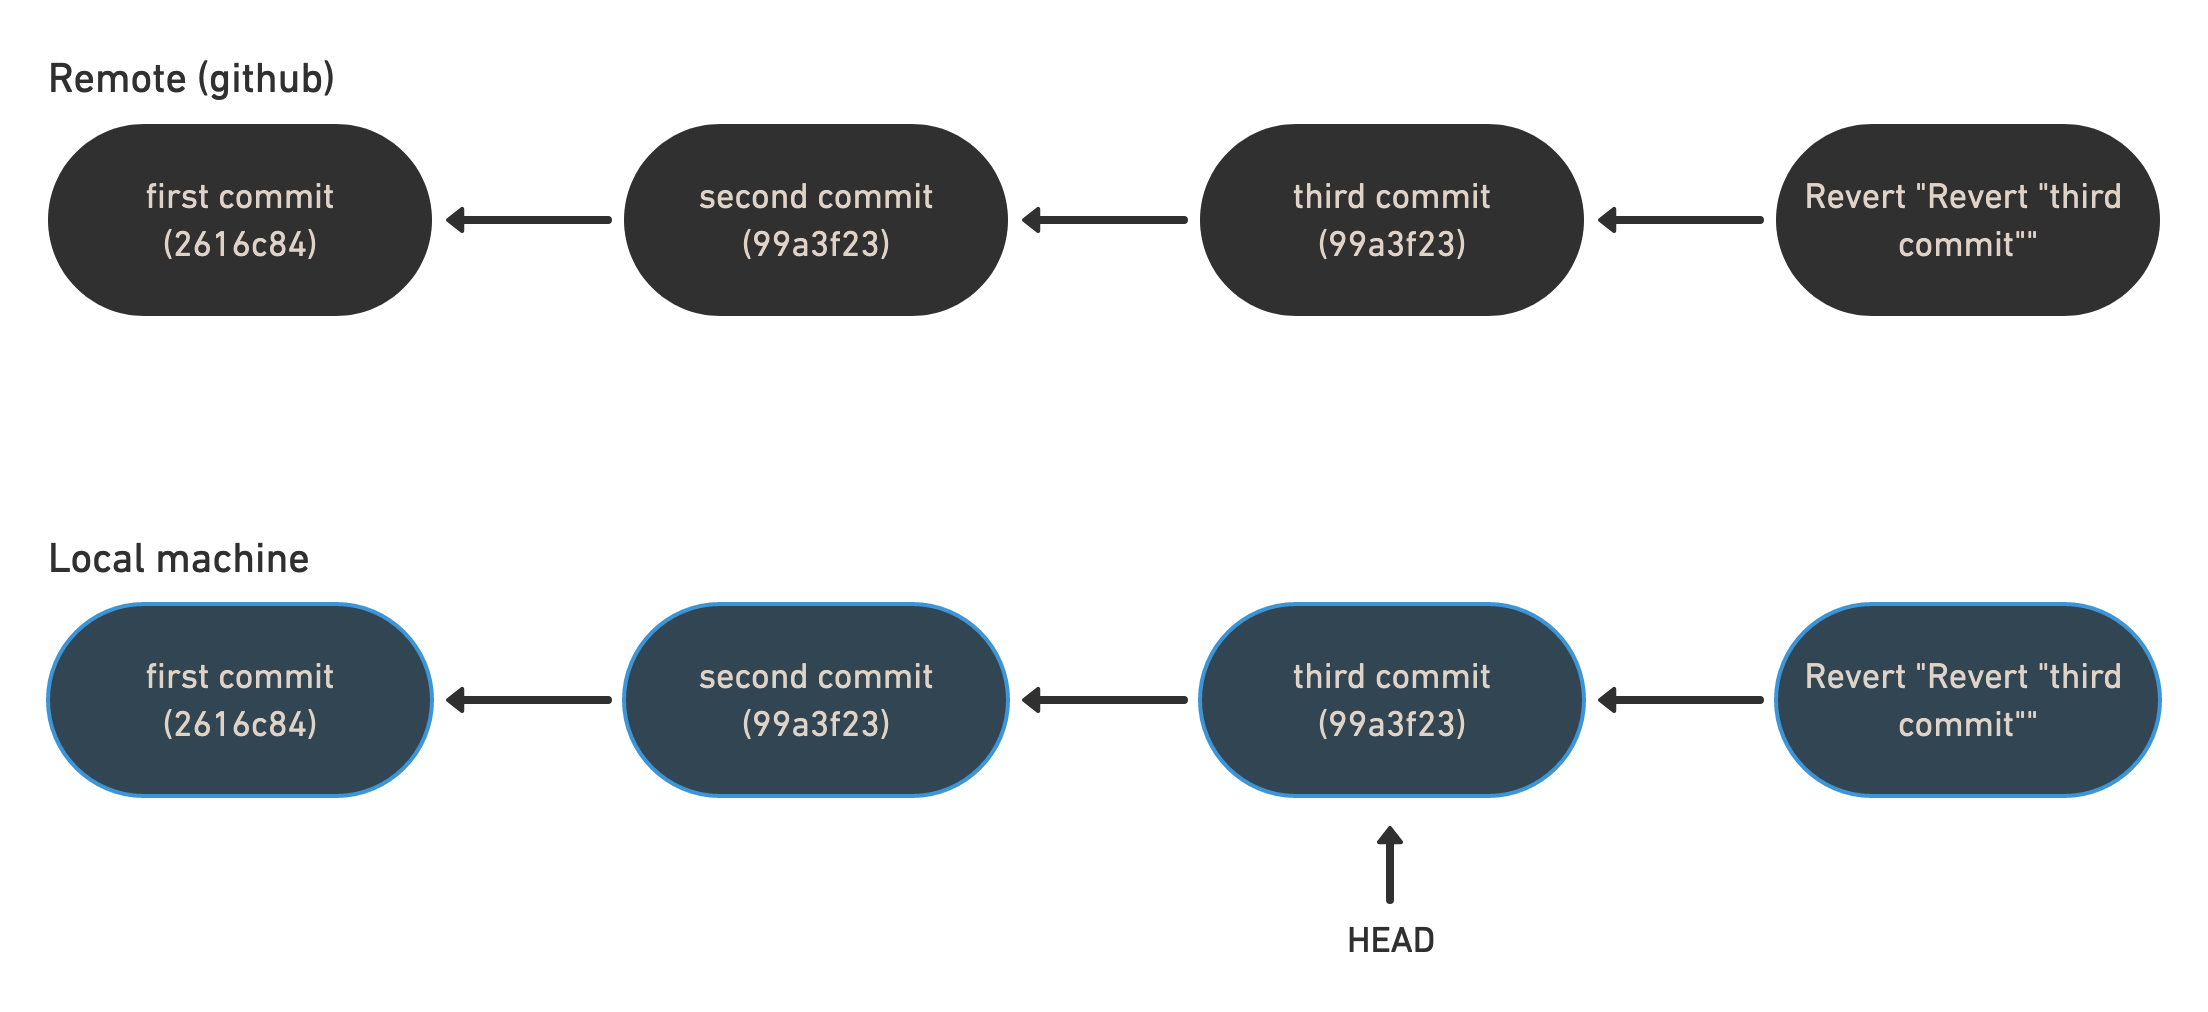 Remote (github)
first commit
(2616c84)
second commit
(99a3f23)
third commit
(99a3f23)
Revert "Revert "third
commit""
Local machine
first commit
(2616c84)
second commit
(99a3f23)
third commit
(99a3f23)
Revert "Revert "third
commit""
HEAD